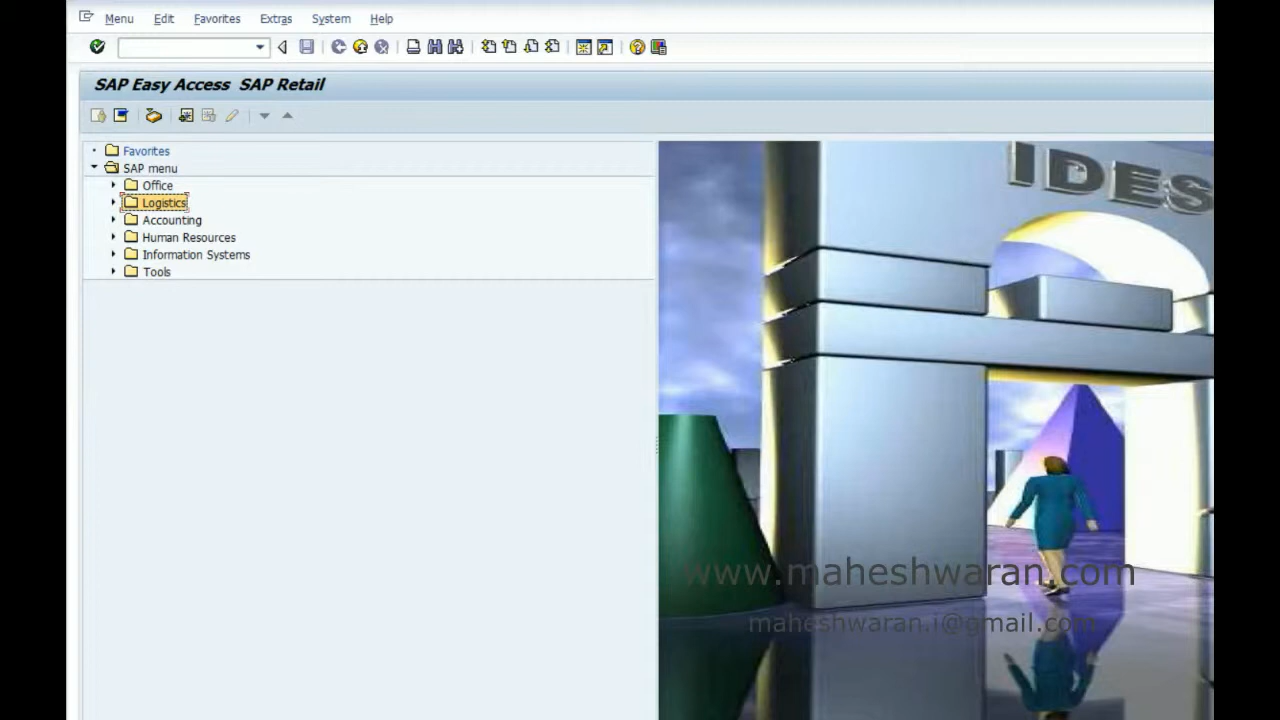 Menu Edit Favorites Extras System Help
SAP Easy Access SAP Retail
Favorites
SAP menu
Office
Logistics
Accounting
Human Resources
Information Systems
Tools
IDES
www.maheshwaran.com
maheshwaran.i@gmail.com